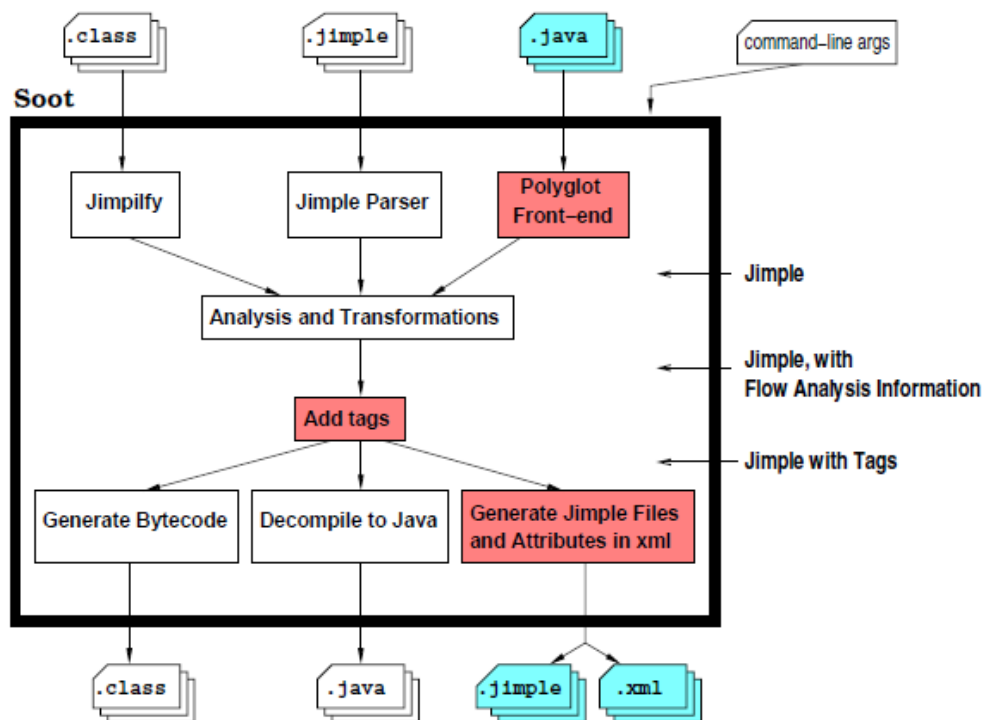 .class
.jimple
.java
command-line args
Soot
Jimpilfy
Jimple Parser
Polyglot
Front-end
Jimple
Analysis and Transformations
Jimple, with
Flow Analysis Information
Add tags
Jimple with Tags
Generate Bytecode
Decompile to Java
Generate Jimple Files
and Attributes in xml
.class
.java
.jimple
.xml